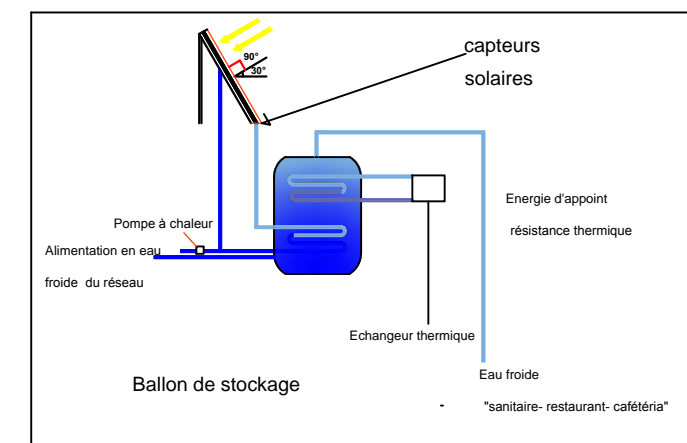 capteurs
solaires
90°
30°
Energie d'appoint
résistance thermique
Pompe à chaleur
Alimentation en eau
froide du réseau
Echangeur thermique
Ballon de stockage
Eau froide
- "sanitaire- restaurant- cafétéria"